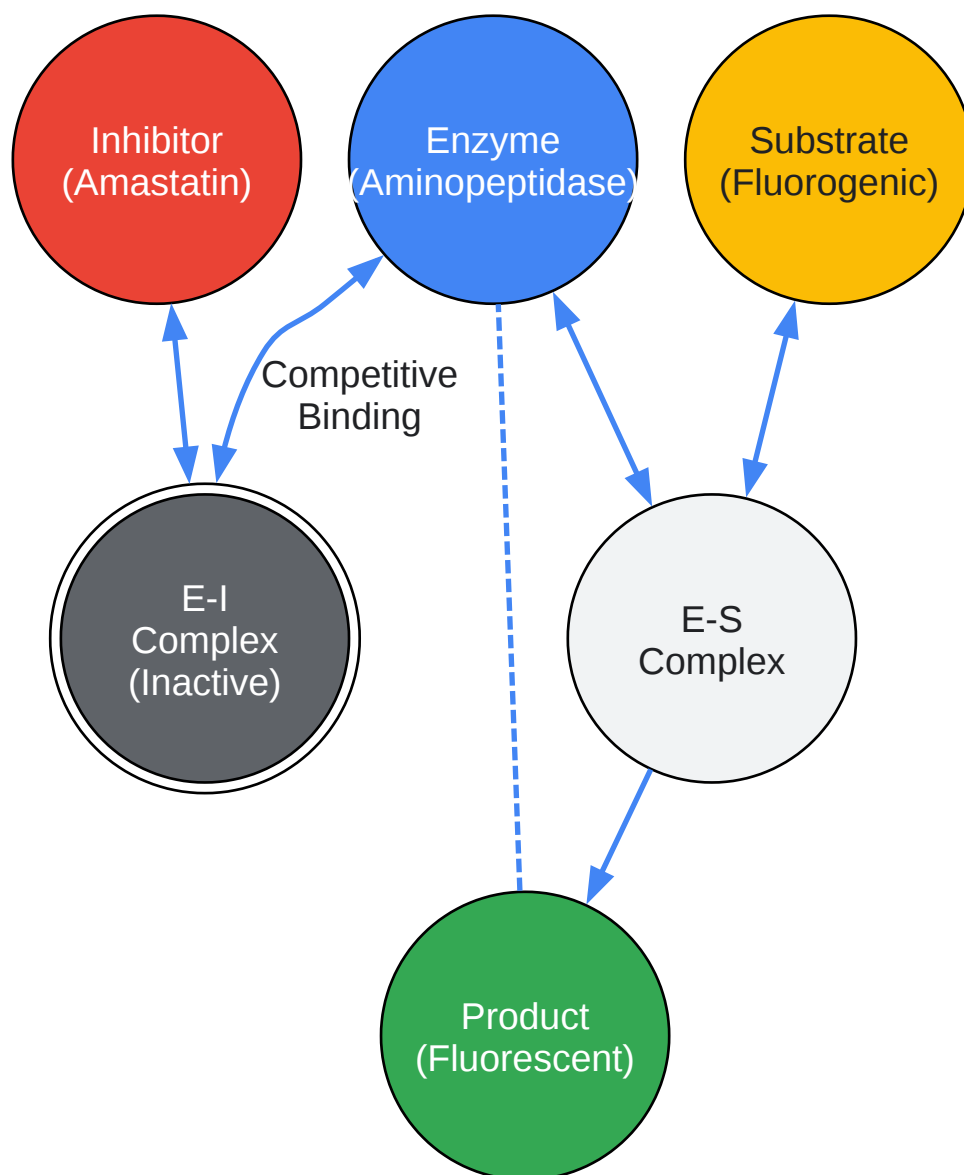 Inhibitor
(Amastatin)
Enzyme
(Aminopeptidase)
Substrate
(Fluorogenic)
Competitive
Binding
E-I
Complex
(Inactive)
E-S
Complex
Product
(Fluorescent)